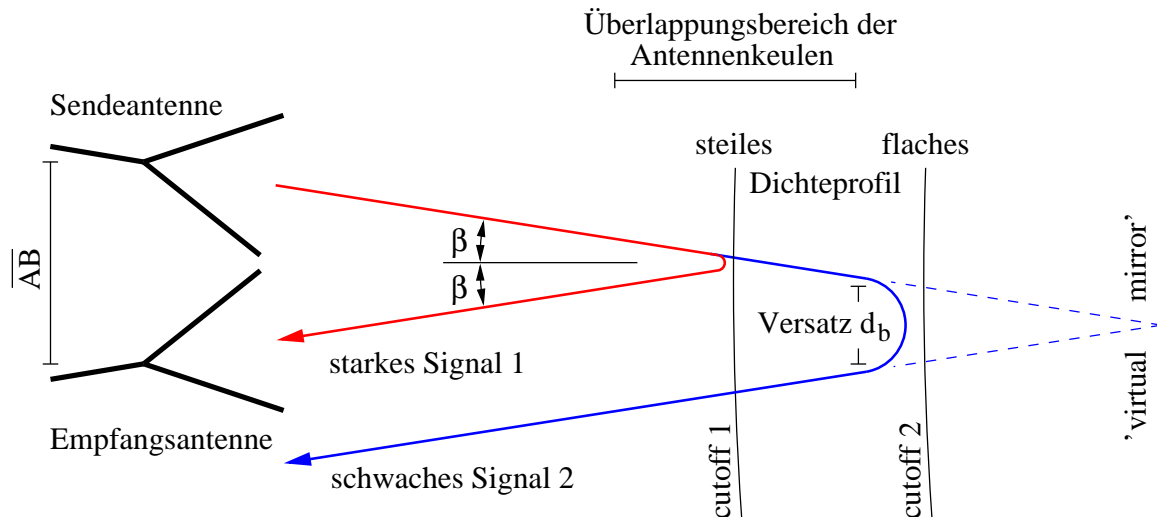 Überlappungsbereich der
Antennenkeulen
Sendeantenne
steiles
flaches
Dichteprofil
AB
β
β
'virtual mirror'
Versatz d_b
starkes Signal 1
Empfangsantenne
schwaches Signal 2
cutoff 1
cutoff 2